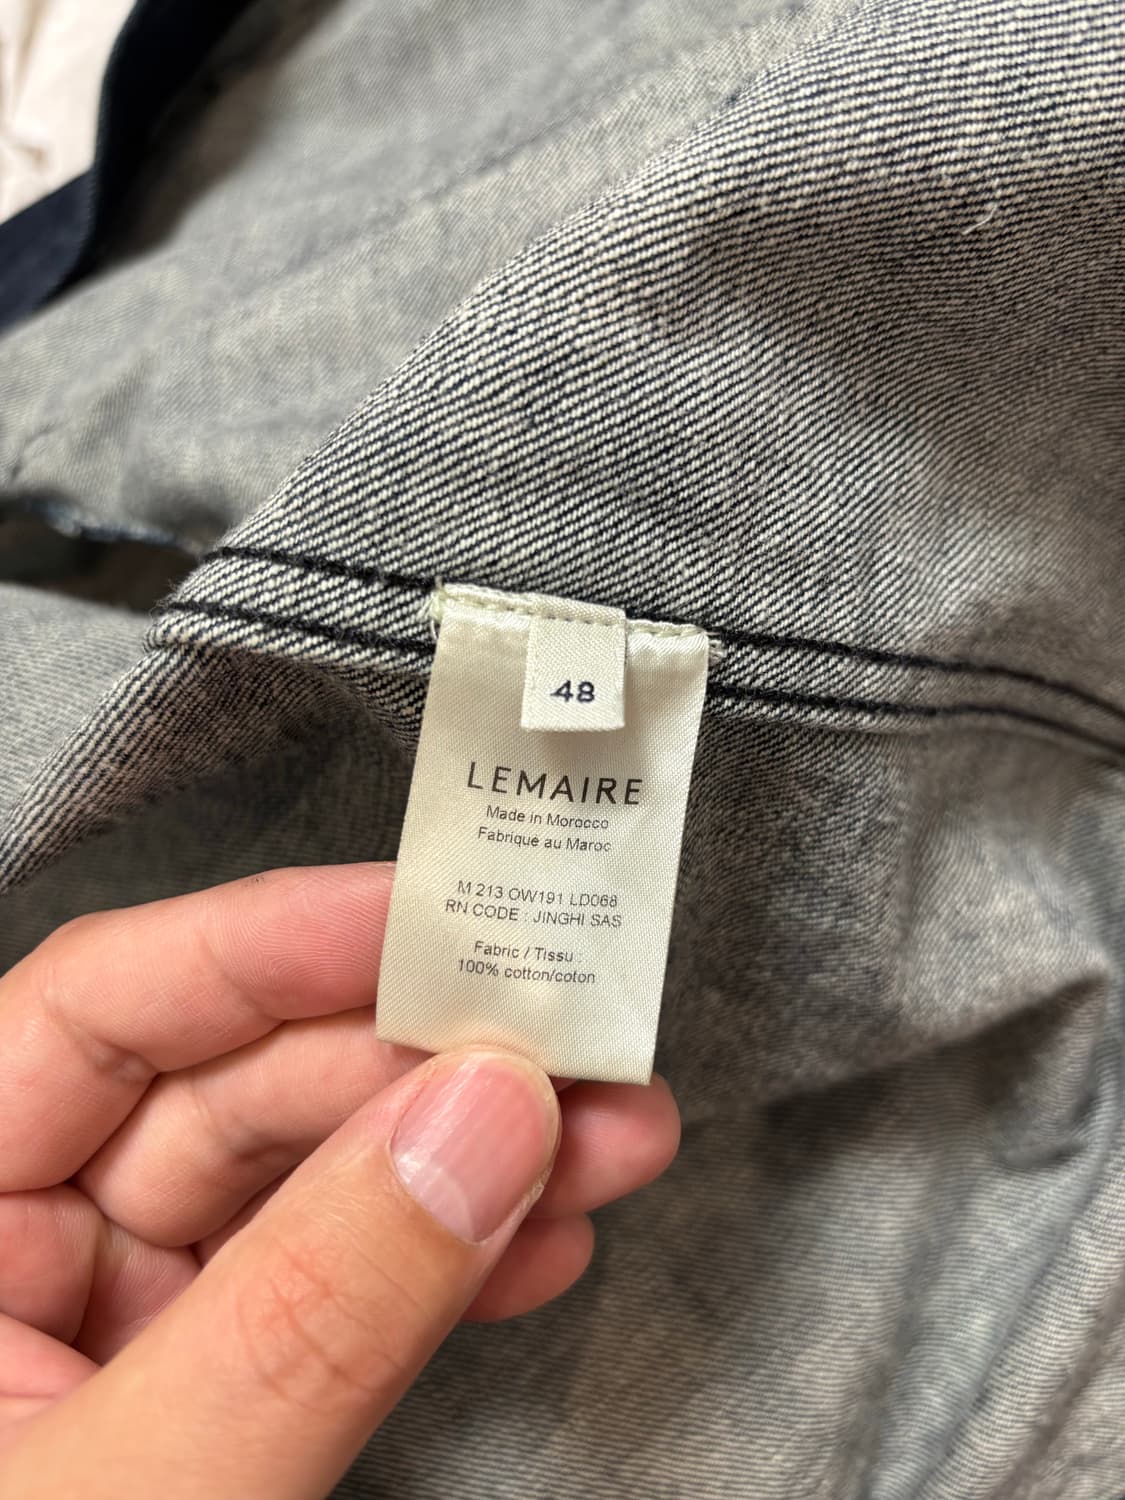 48
LEMAIRE
Made in Morocco
Fabriqué au Maroc
M 213 OW191 LD068
RN CODE : JINGHI SAS
Fabric / Tissu :
100% cotton/coton